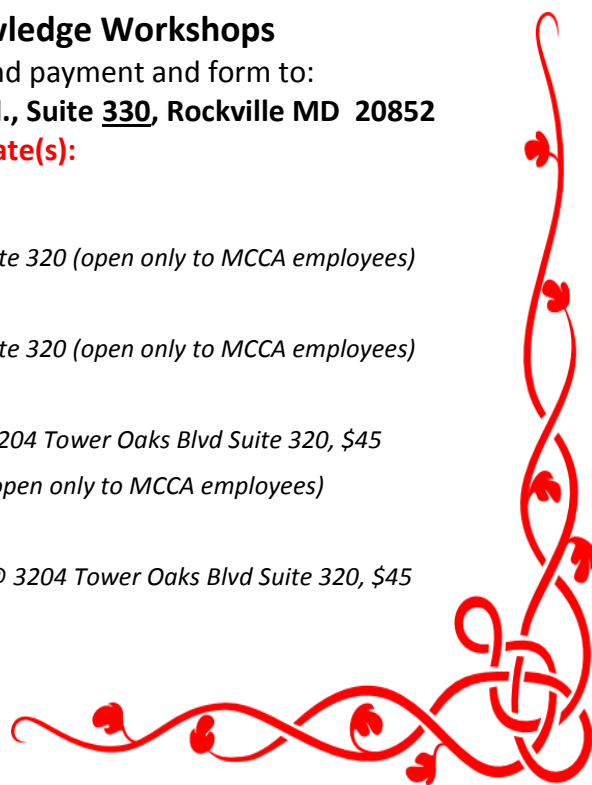 wledge Workshops
nd payment and form to:
l., Suite 330, Rockville MD  20852
ate(s):
te 320 (open only to MCCA employees)
te 320 (open only to MCCA employees)
204 Tower Oaks Blvd Suite 320, $45
open only to MCCA employees)
@ 3204 Tower Oaks Blvd Suite 320, $45